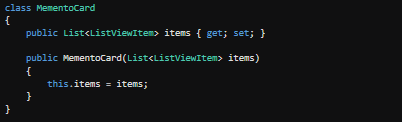 class MementoCard
{
    public List<ListViewItem> items { get; set; }
    public MementoCard(List<ListViewItem> items)
    {
        this.items = items;
    }
}